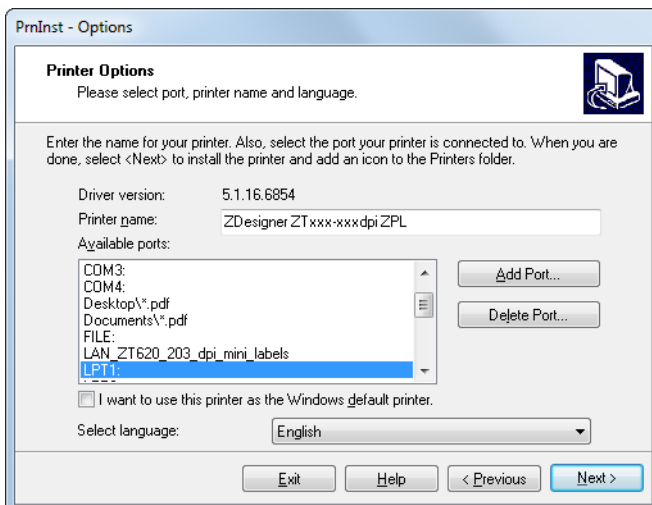 PrnInst - Options
Printer Options
Please select port, printer name and language.
Enter the name for your printer. Also, select the port your printer is connected to. When you are
done, select <Next> to install the printer and add an icon to the Printers folder.
Driver version: 5.1.16.6854
Printer name: ZDesigner ZTxxx-xxxdpi ZPL
Available ports:
COM3:
COM4:
Desktop\*.pdf
Documents\*.pdf
FILE:
LAN_ZT620_203_dpi_mini_labels
LPT1:
Add Port...
Delete Port...
I want to use this printer as the Windows default printer.
Select language: English
Exit Help < Previous Next >